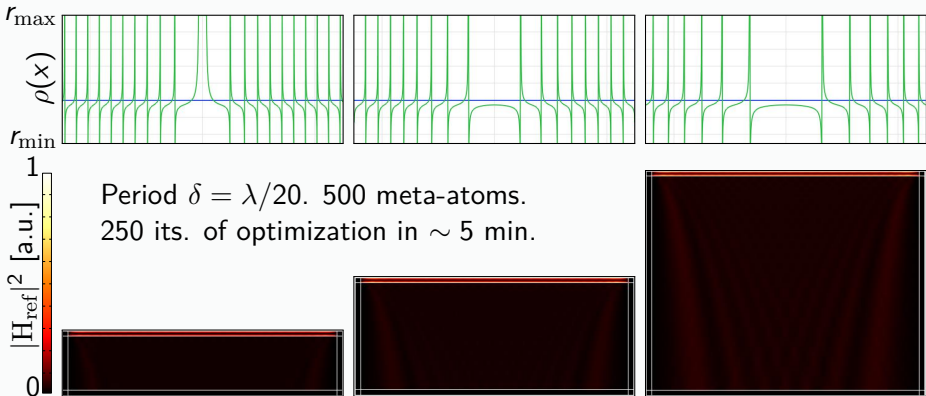 r_max
ρ(x)
r_min
1
Period δ = λ/20. 500 meta-atoms.
250 its. of optimization in ∼ 5 min.
|H_ref|² [a.u.]
0